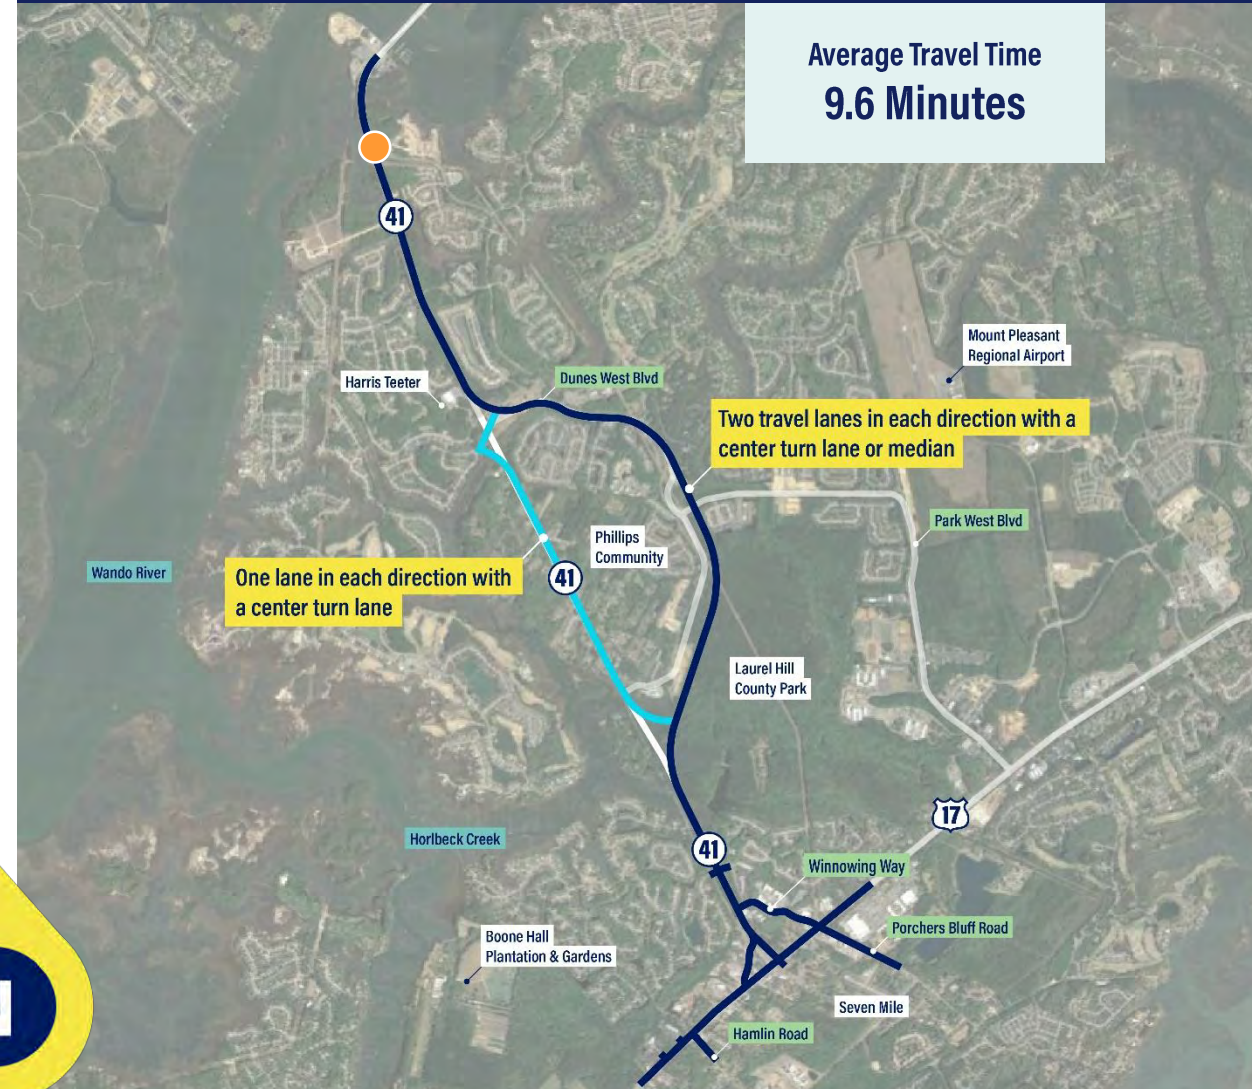 Average Travel Time
9.6 Minutes
41
Mount Pleasant
Regional Airport
Harris Teeter
Dunes West Blvd
Two travel lanes in each direction with a
center turn lane or median
Park West Blvd
Phillips
Community
Wando River
One lane in each direction with
a center turn lane
41
Laurel Hill
County Park
17
Horlbeck Creek
41
Winnowing Way
Porchers Bluff Road
Boone Hall
Plantation & Gardens
Seven Mile
Hamlin Road